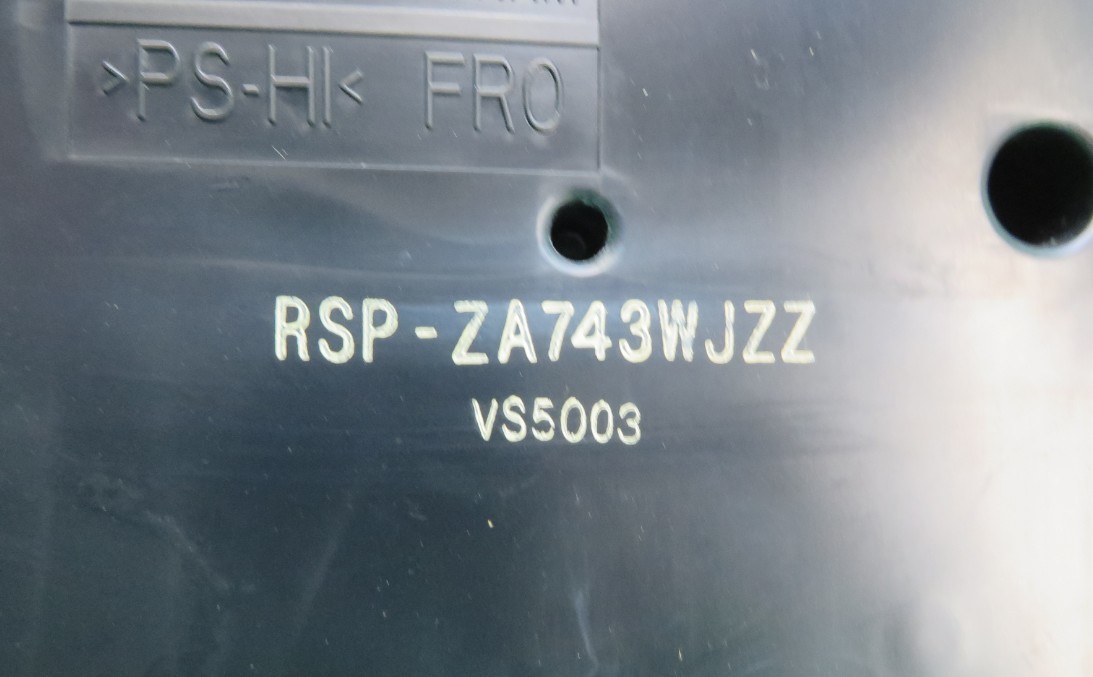 >PS-HI< FRO
RSP-ZA743WJZZ
VS5003